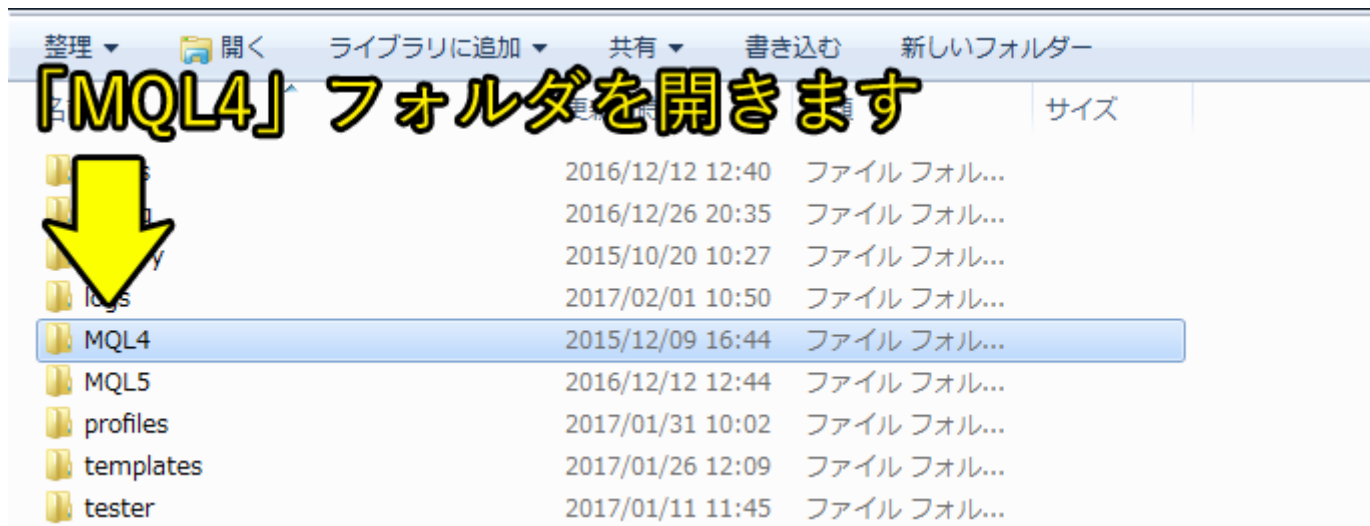 整理 開く ライブラリに追加 共有 書き込む 新しいフォルダー
「MQL4」フォルダを開きます
サイズ
2016/12/12 12:40 ファイル フォル...
2016/12/26 20:35 ファイル フォル...
2015/10/20 10:27 ファイル フォル...
logs 2017/02/01 10:50 ファイル フォル...
MQL4 2015/12/09 16:44 ファイル フォル...
MQL5 2016/12/12 12:44 ファイル フォル...
profiles 2017/01/31 10:02 ファイル フォル...
templates 2017/01/26 12:09 ファイル フォル...
tester 2017/01/11 11:45 ファイル フォル...